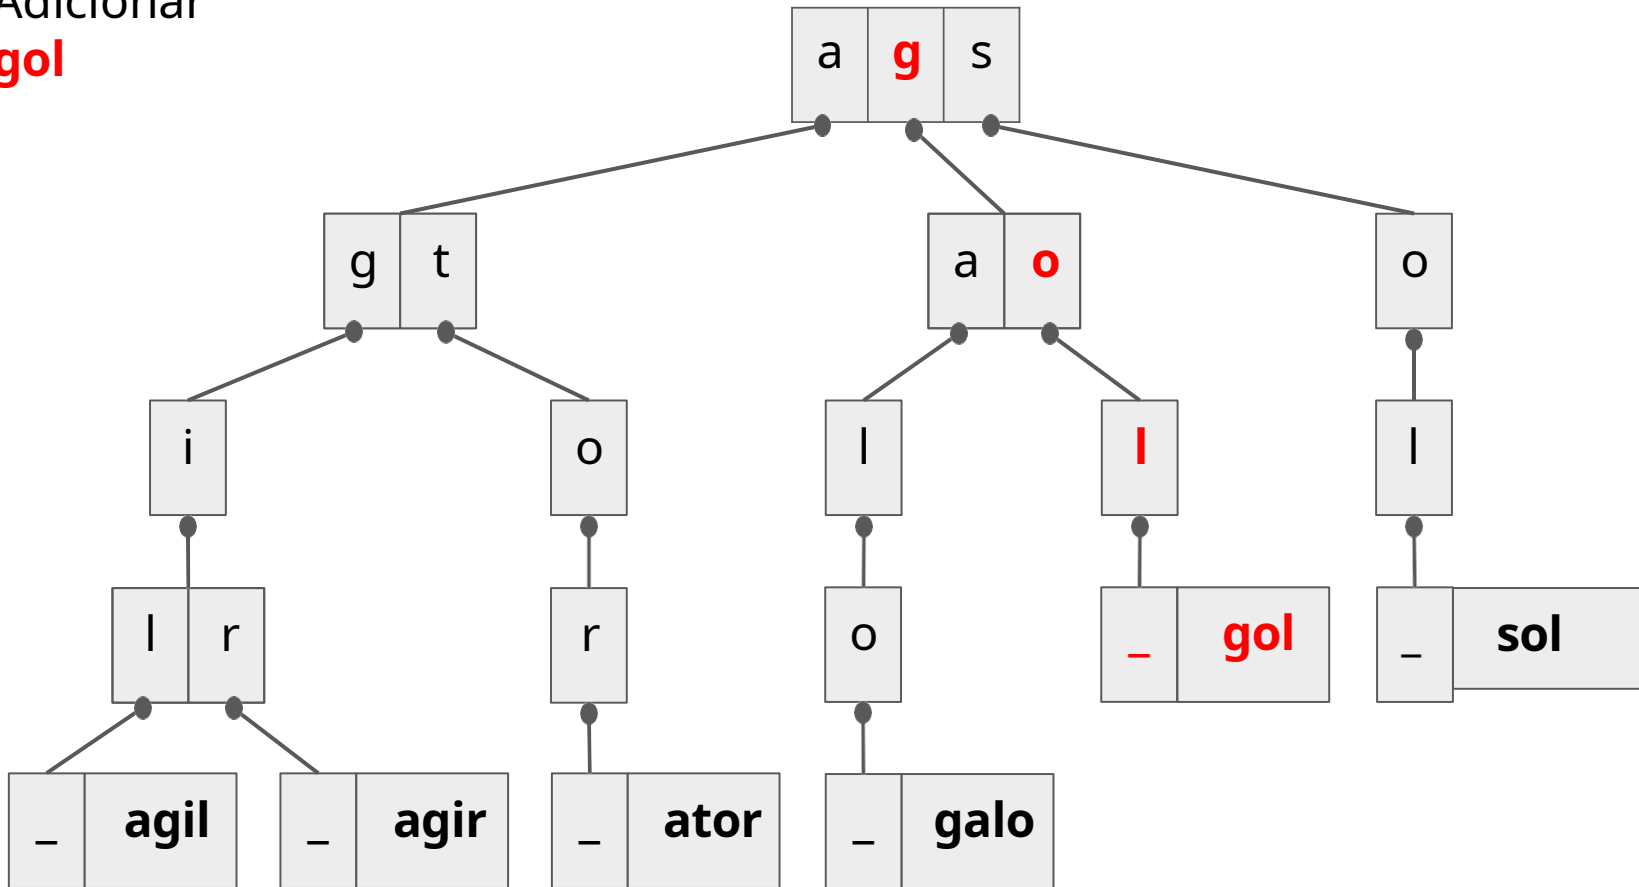 Adicionar
gol
a g s
g t a o o
i o l l l
l r r o _ gol _ sol
_ agil _ agir _ ator _ galo